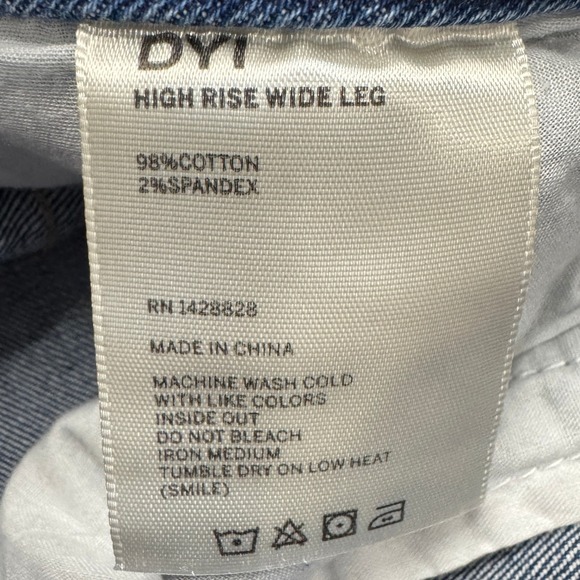 DYI
HIGH RISE WIDE LEG
98%COTTON
2%SPANDEX
RN 1428828
MADE IN CHINA
MACHINE WASH COLD
WITH LIKE COLORS
INSIDE OUT
DO NOT BLEACH
IRON MEDIUM
TUMBLE DRY ON LOW HEAT
(SMILE)